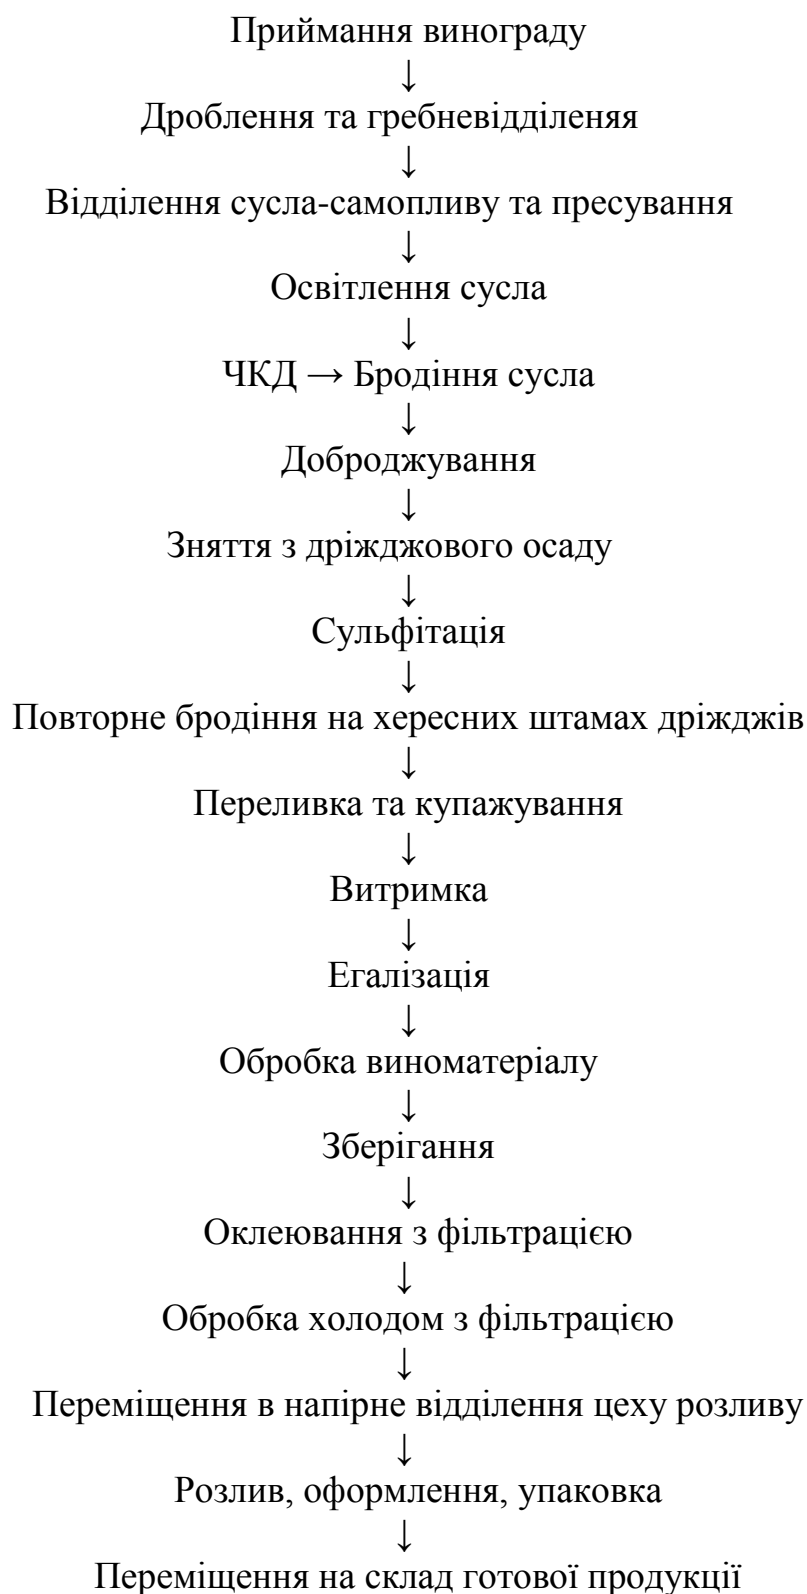 Приймання винограду
↓
Дроблення та гребневідділеняя
↓
Відділення сусла-самопливу та пресування
↓
Освітлення сусла
↓
ЧКД → Бродіння сусла
↓
Доброджування
↓
Зняття з дріжджового осаду
↓
Сульфітація
↓
Повторне бродіння на хересних штамах дріжджів
↓
Переливка та купажування
↓
Витримка
↓
Егалізація
↓
Обробка виноматеріалу
↓
Зберігання
↓
Оклеювання з фільтрацією
↓
Обробка холодом з фільтрацією
↓
Переміщення в напірне відділення цеху розливу
↓
Розлив, оформлення, упаковка
↓
Переміщення на склад готової продукції